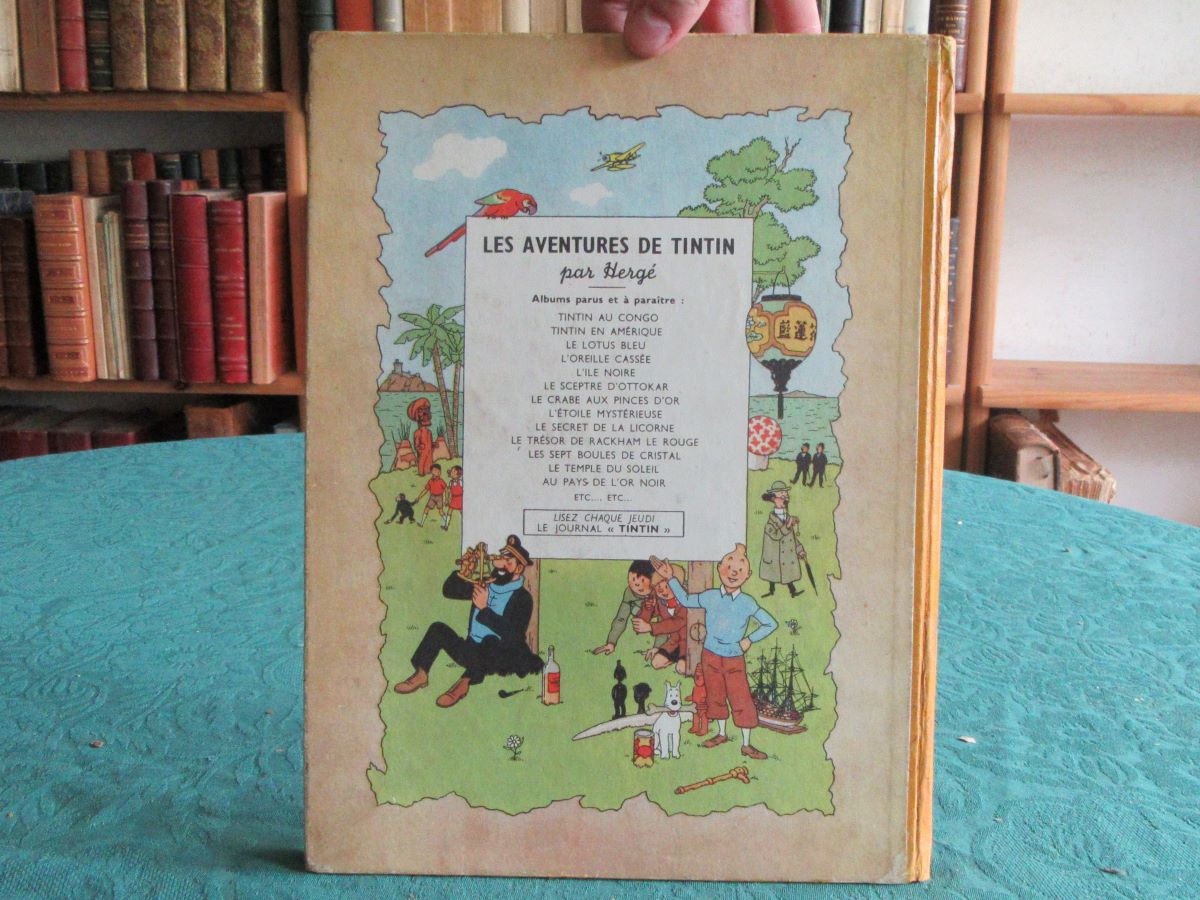 LES AVENTURES DE TINTIN
par Hergé
Albums parus et à paraître :
TINTIN AU CONGO
TINTIN EN AMÉRIQUE
LE LOTUS BLEU
L'OREILLE CASSÉE
L'ILE NOIRE
LE SCEPTRE D'OTTOKAR
LE CRABE AUX PINCES D'OR
L'ÉTOILE MYSTÉRIEUSE
LE SECRET DE LA LICORNE
LE TRÉSOR DE RACKHAM LE ROUGE
LES SEPT BOULES DE CRISTAL
LE TEMPLE DU SOLEIL
AU PAYS DE L'OR NOIR
ETC..., ETC...
LISEZ CHAQUE JEUDI
LE JOURNAL « TINTIN »
藍蓮